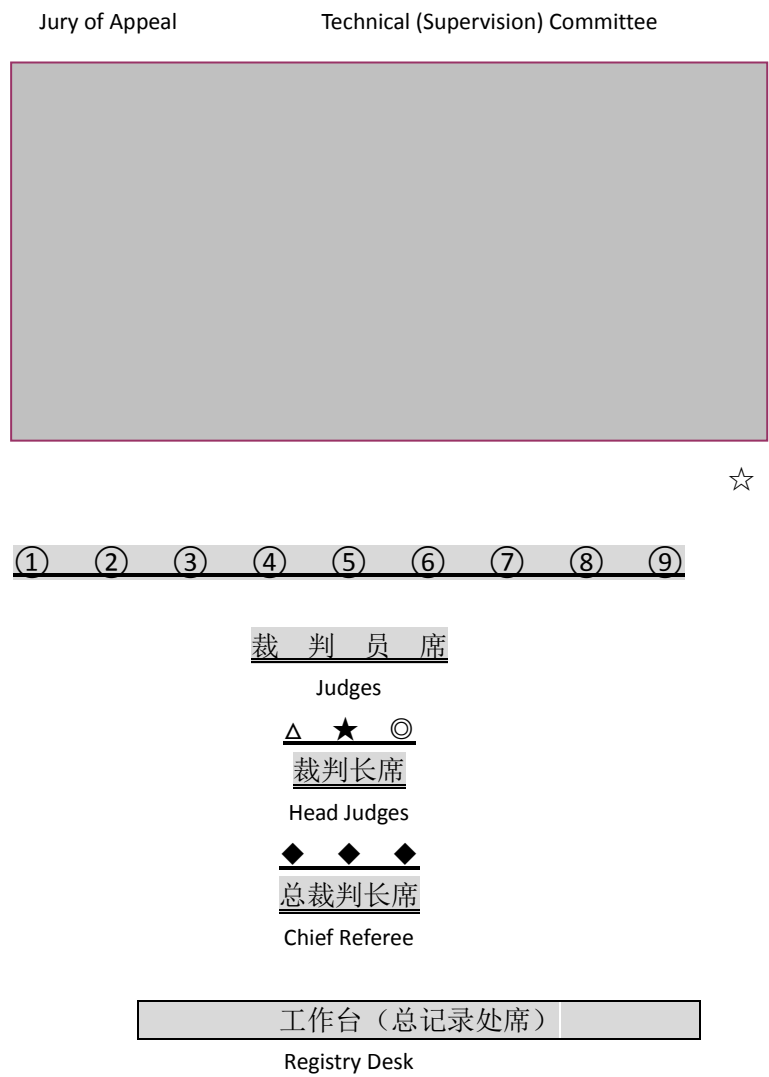 Jury of Appeal Technical (Supervision) Committee
☆
① ② ③ ④ ⑤ ⑥ ⑦ ⑧ ⑨
裁 判 员 席
Judges
△ ★ ◎
裁判长席
Head Judges
◆ ◆ ◆
总裁判长席
Chief Referee
工作台（总记录处席）
Registry Desk